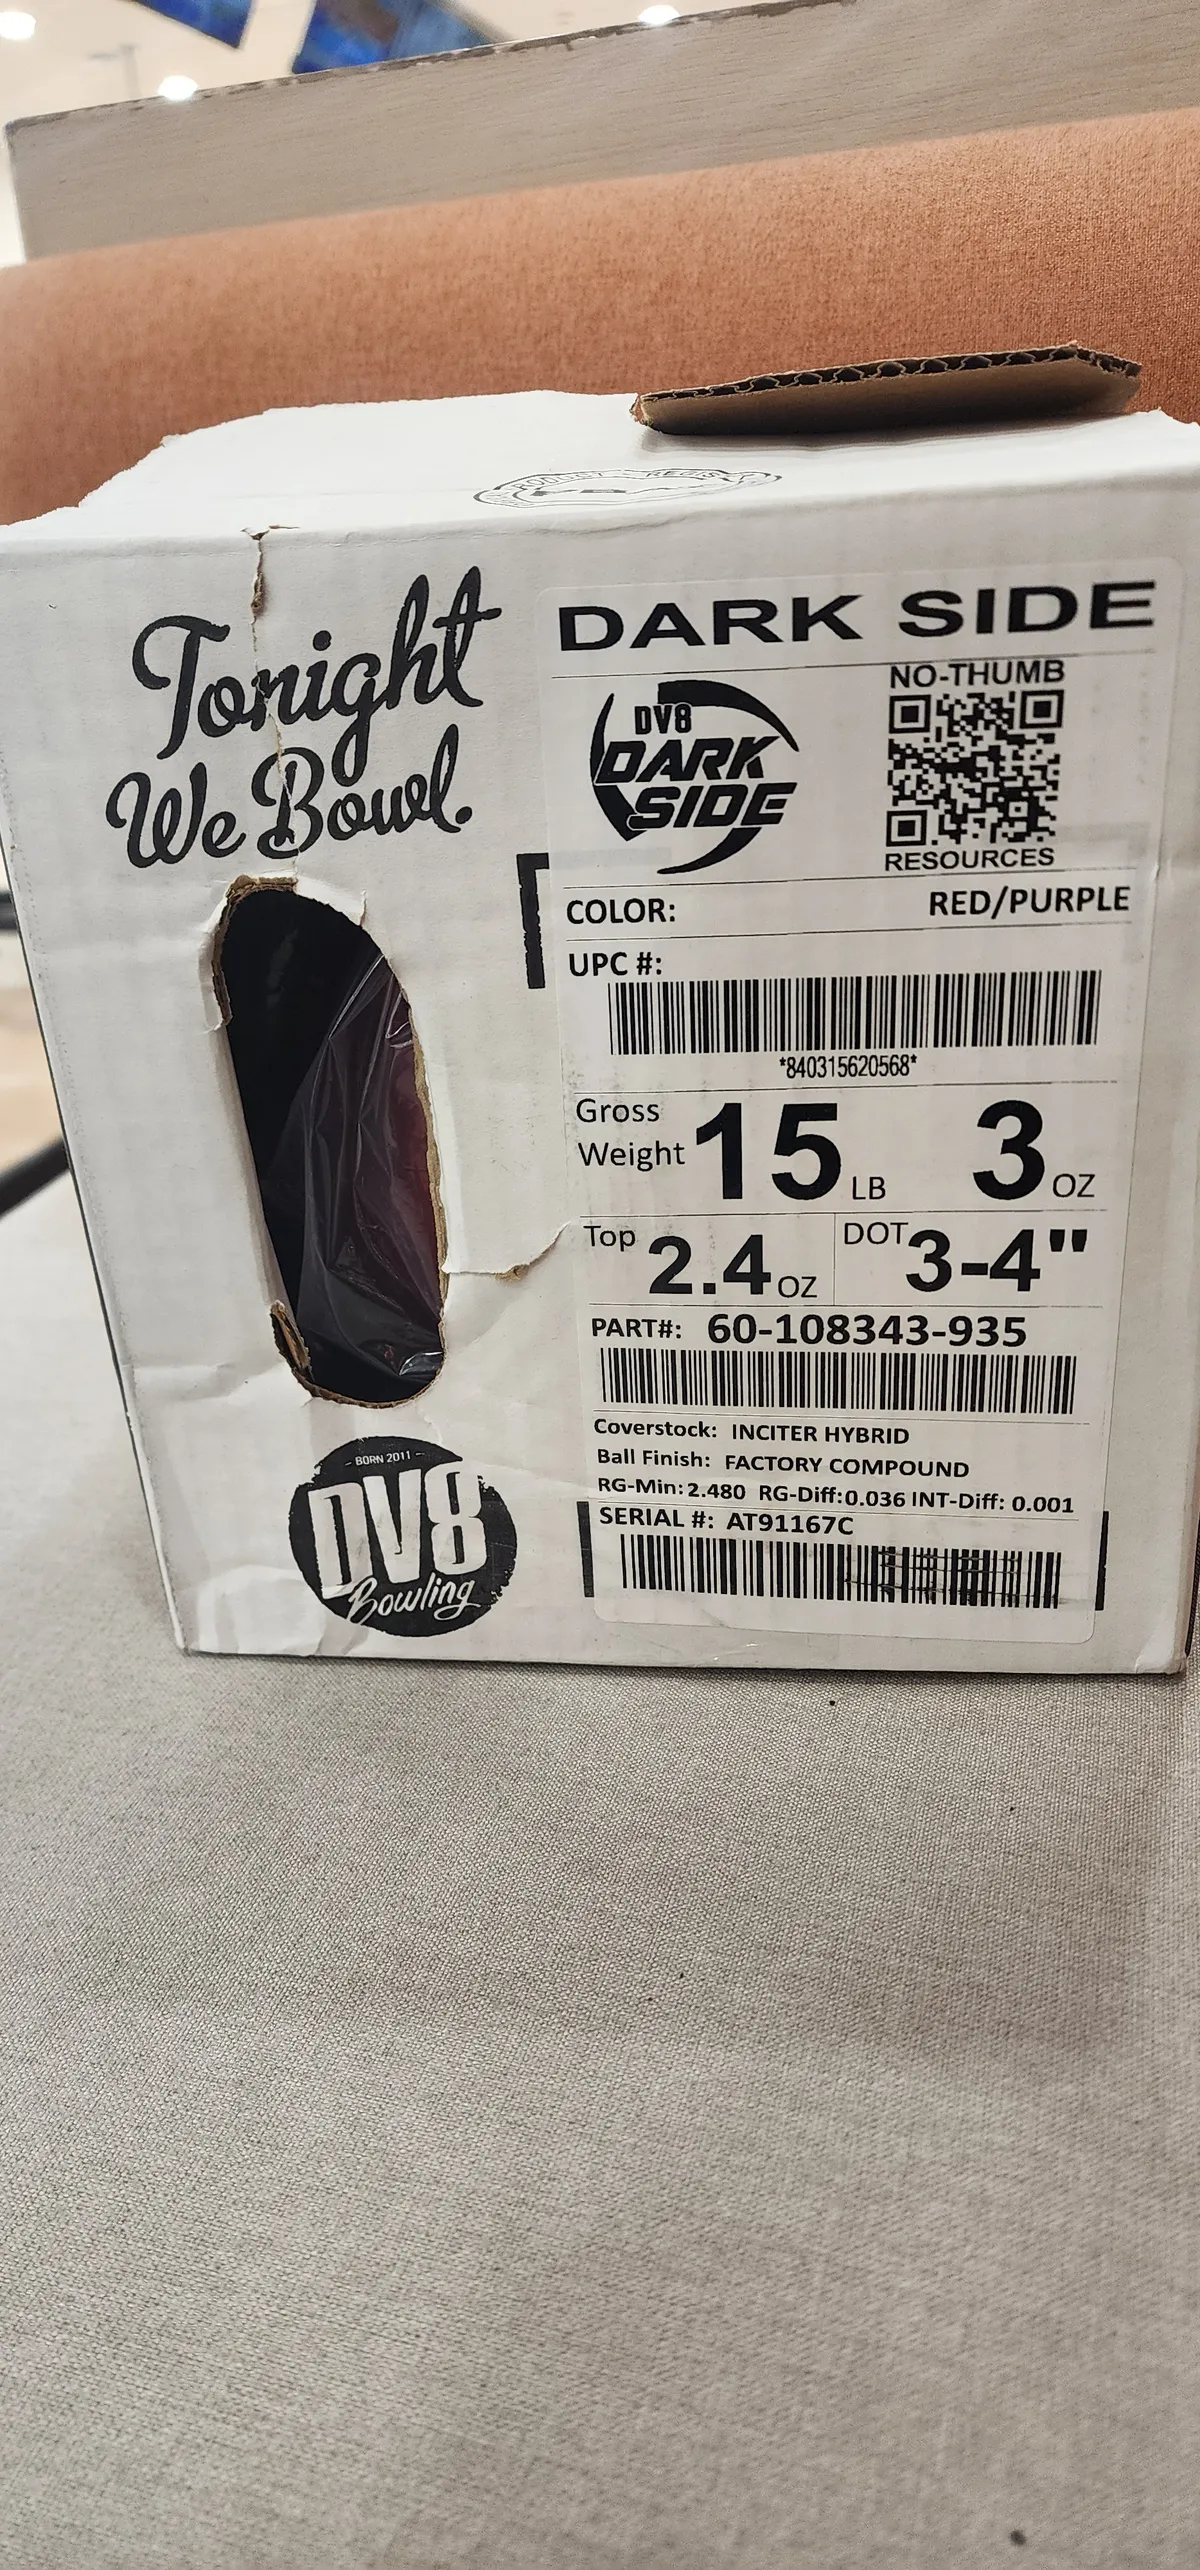 Tonight
We Bowl.
DARK SIDE
DV8
DARK
SIDE
NO-THUMB
RESOURCES
COLOR: RED/PURPLE
UPC #:
*840315620568*
Gross
Weight 15 LB 3 OZ
Top 2.4 OZ DOT 3-4"
PART#: 60-108343-935
Coverstock: INCITER HYBRID
Ball Finish: FACTORY COMPOUND
RG-Min: 2.480 RG-Diff: 0.036 INT-Diff: 0.001
SERIAL #: AT91167C
- BORN 2011 -
DV8
Bowling